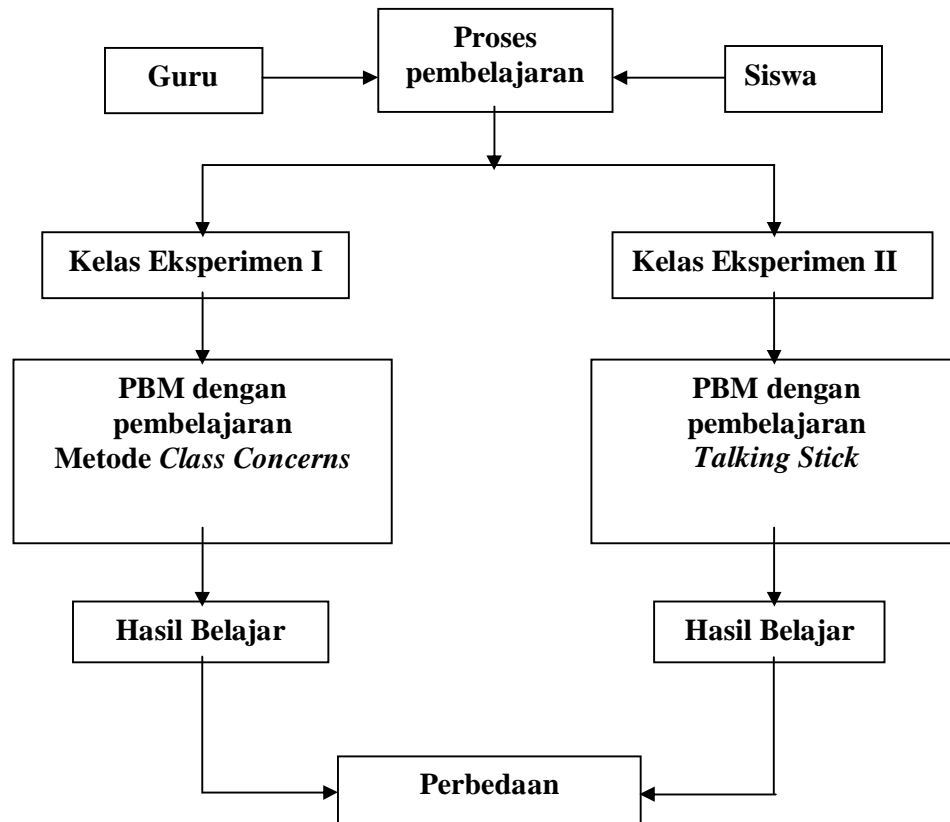 Proses
pembelajaran
Guru
Siswa
Kelas Eksperimen I
Kelas Eksperimen II
PBM dengan
pembelajaran
Metode Class Concerns
PBM dengan
pembelajaran
Talking Stick
Hasil Belajar
Hasil Belajar
Perbedaan